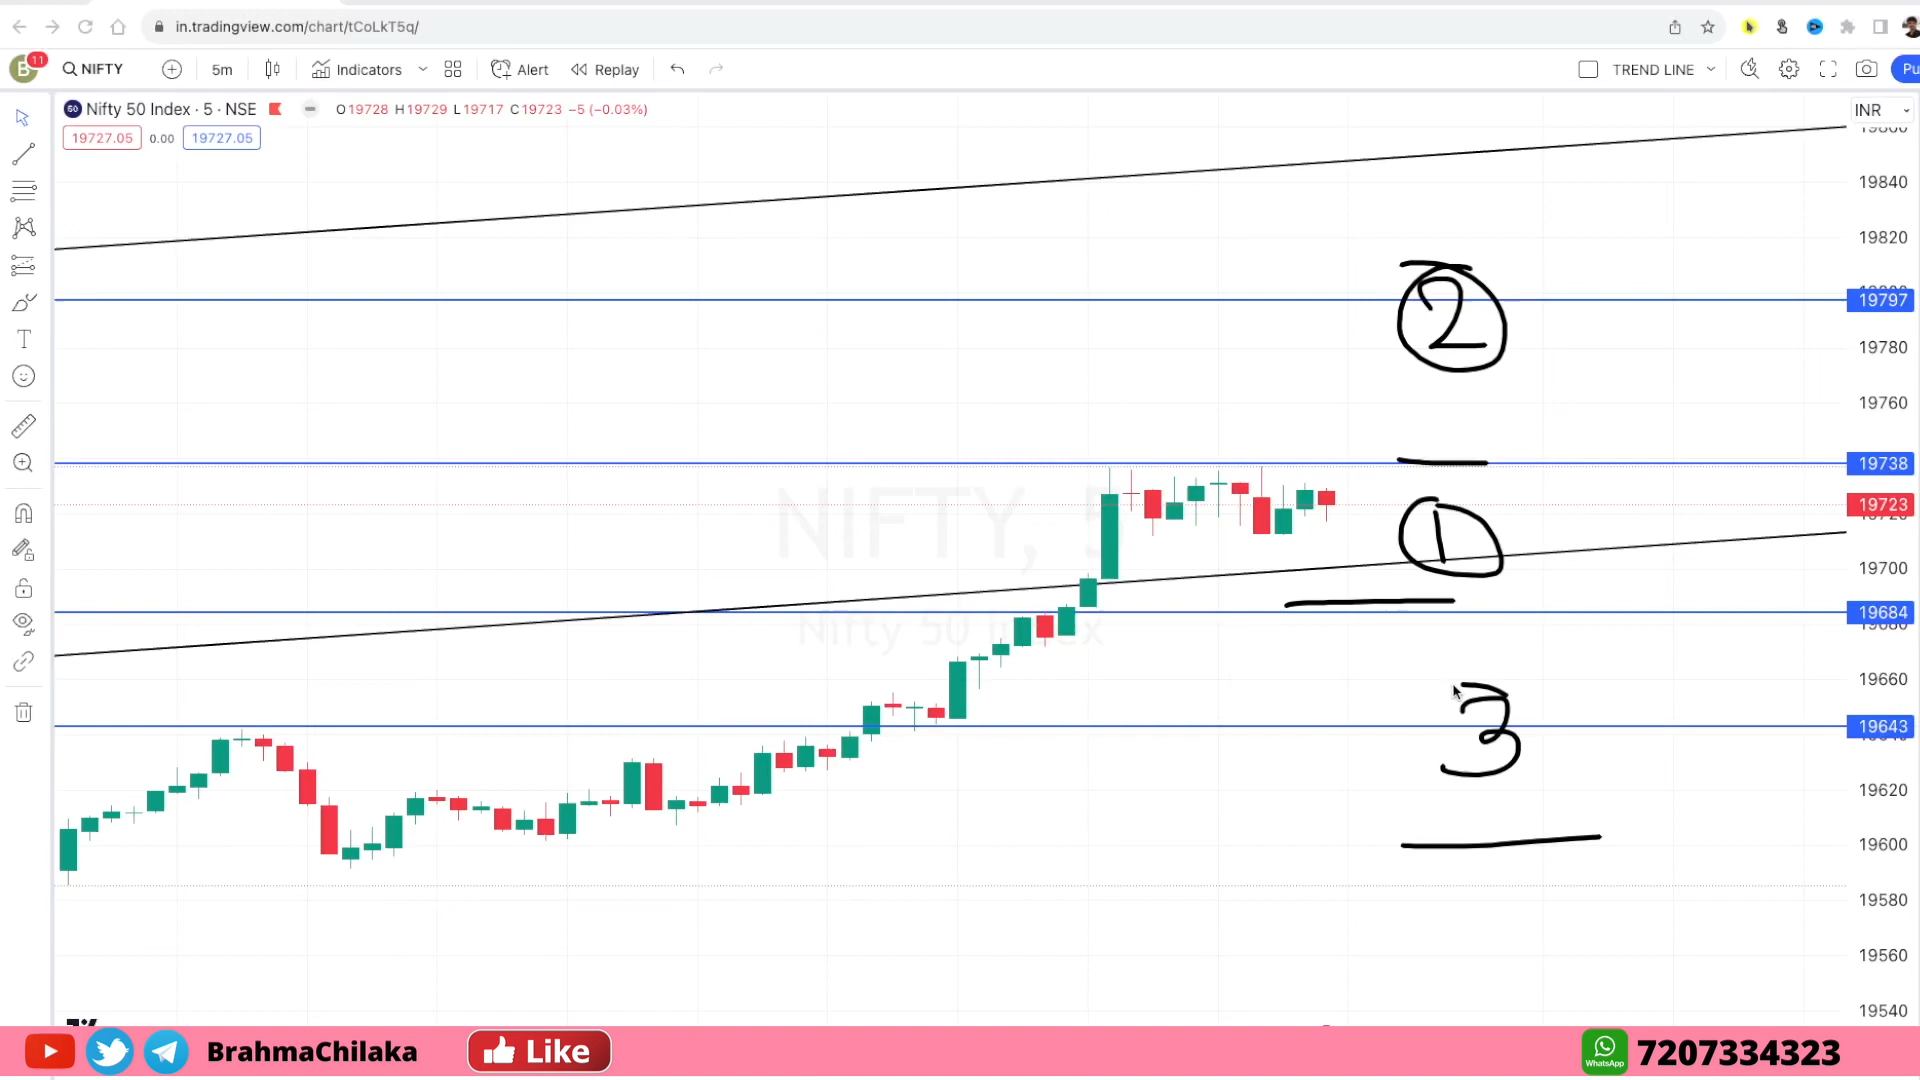 in.tradingview.com/chart/tCoLkT5q/
B 11 NIFTY 5m Indicators Alert Replay TREND LINE Pu
50 Nifty 50 Index · 5 · NSE O19728 H19729 L19717 C19723 −5 (−0.03%) INR
19727.05 0.00 19727.05
19840
19820
2
19797
19780
19760
19738
NIFTY, 5
19723
1
19700
19684
Nifty 50 Index
19660
3
19643
19620
19600
19580
19560
19540
BrahmaChilaka Like WhatsApp 7207334323